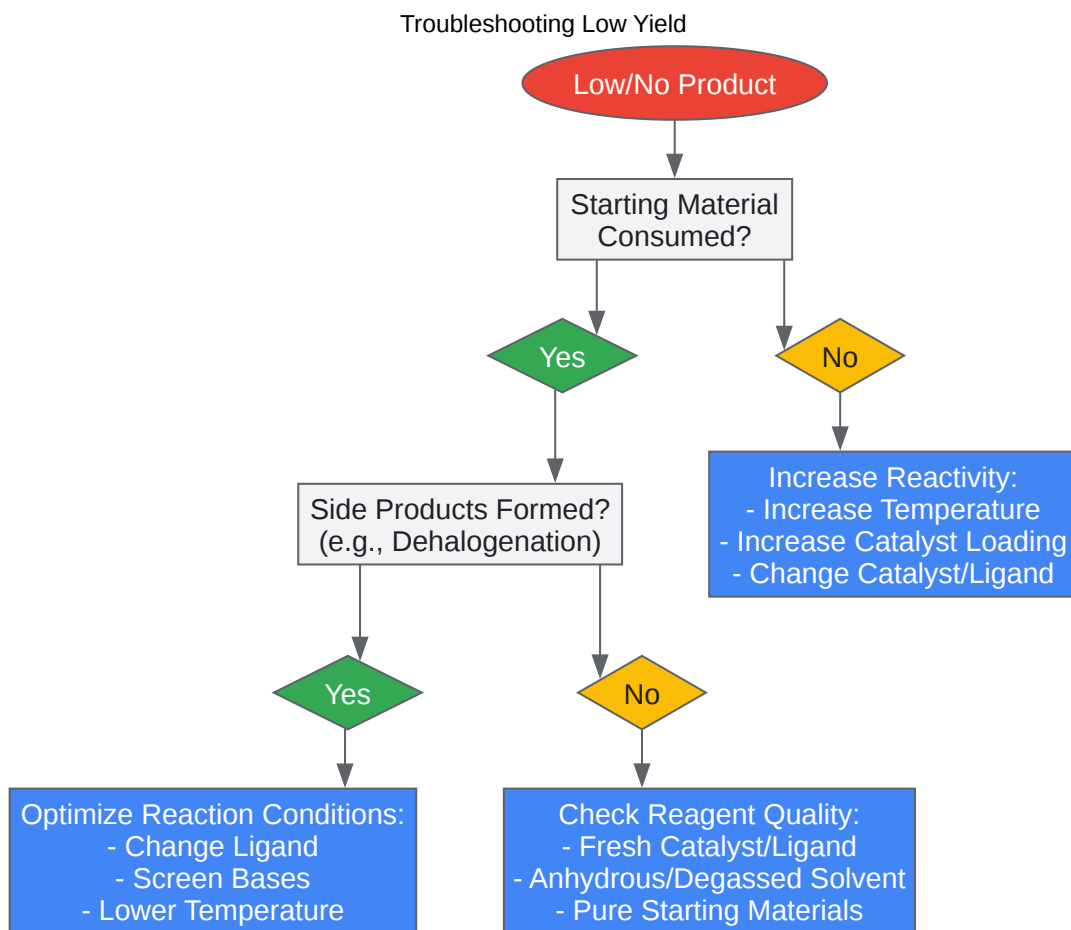 Troubleshooting Low Yield
Low/No Product
Starting Material
Consumed?
Yes
No
Increase Reactivity:
- Increase Temperature
- Increase Catalyst Loading
- Change Catalyst/Ligand
Side Products Formed?
(e.g., Dehalogenation)
Yes
No
Optimize Reaction Conditions:
- Change Ligand
- Screen Bases
- Lower Temperature
Check Reagent Quality:
- Fresh Catalyst/Ligand
- Anhydrous/Degassed Solvent
- Pure Starting Materials